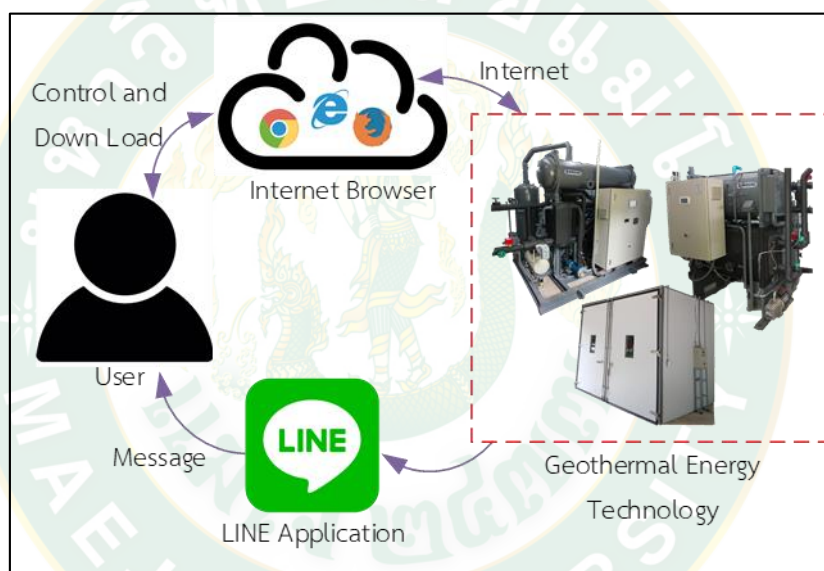 Control and
Down Load
Internet
Internet Browser
User
Message
LINE
LINE Application
Geothermal Energy
Technology